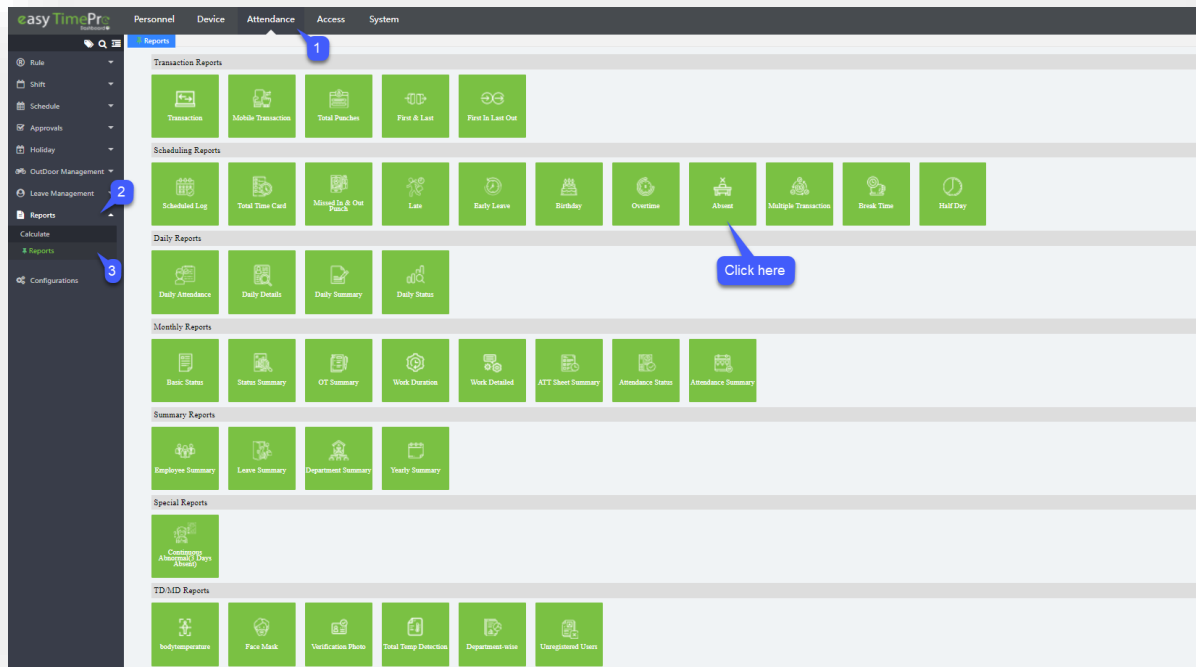 easy TimePro
Dashboard
Personnel Device Attendance Access System
Reports
1
Rule
Shift
Schedule
Approvals
Holiday
OutDoor Management
Leave Management
2
Reports
Calculate
Reports
3
Configurations
Transaction Reports
Transaction
Mobile Transaction
Total Punches
First & Last
First In Last Out
Scheduling Reports
Scheduled Log
Total Time Card
Missed In & Out
Punch
Late
Early Leave
Birthday
Overtime
Absent
Multiple Transaction
Break Time
Half Day
Click here
Daily Reports
Daily Attendance
Daily Details
Daily Summary
Daily Status
Monthly Reports
Basic Status
Status Summary
OT Summary
Work Duration
Work Detailed
ATT Sheet Summary
Attendance Status
Attendance Summary
Summary Reports
Employee Summary
Leave Summary
Department Summary
Yearly Summary
Special Reports
Continuous
Abnormal(3 Days
Absent)
TD/MD Reports
bodytemperature
Face Mask
Verification Photo
Total Temp Detection
Department-wise
Unregistered Users